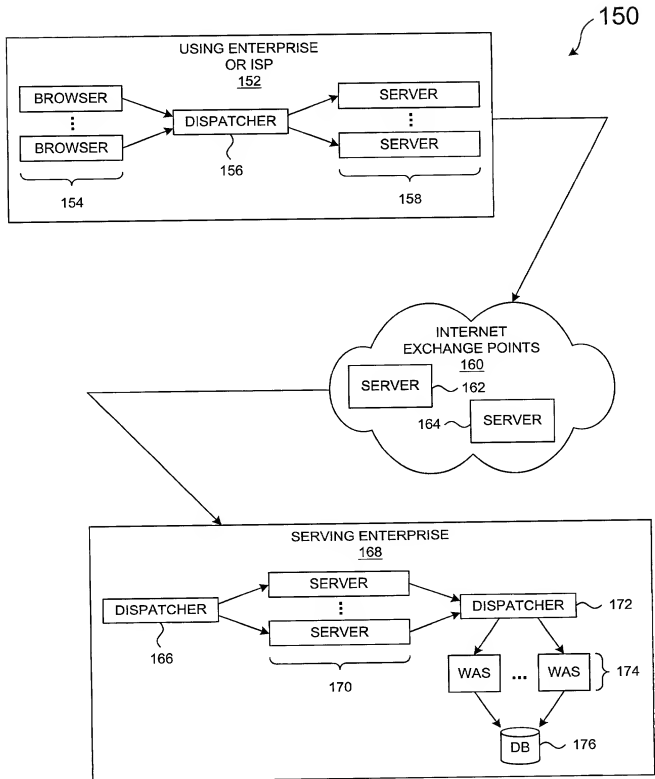 150
USING ENTERPRISE
OR ISP
152
BROWSER
BROWSER
154
DISPATCHER
156
SERVER
SERVER
158
INTERNET
EXCHANGE POINTS
160
SERVER
162
164
SERVER
SERVING ENTERPRISE
168
DISPATCHER
166
SERVER
SERVER
170
DISPATCHER
172
WAS
...
WAS
174
DB
176